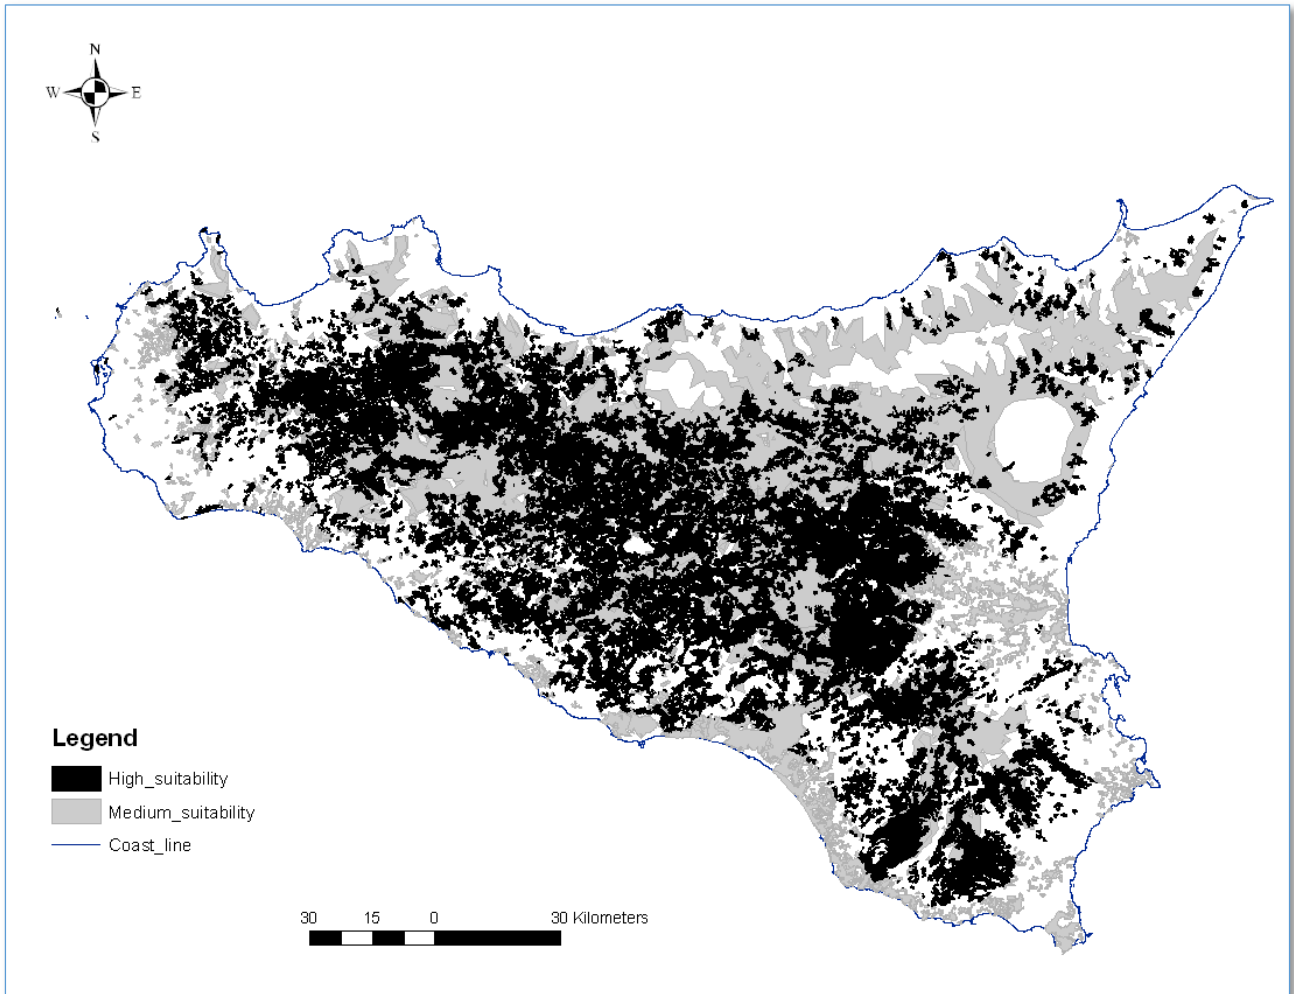 N
W E
S
Legend
High_suitability
Medium_suitability
Coast_line
30 15 0 30 Kilometers